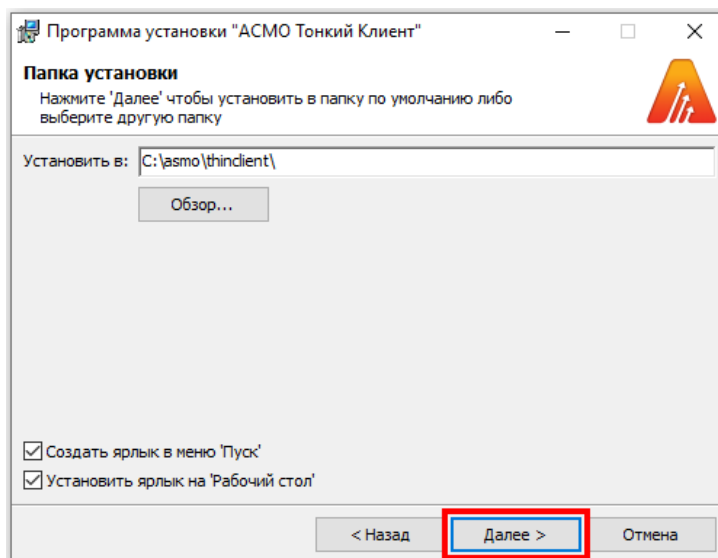 Программа установки "АСМО Тонкий Клиент"
Папка установки
Нажмите 'Далее' чтобы установить в папку по умолчанию либо
выберите другую папку
Установить в: C:\asmo\thinclient\
Обзор...
Создать ярлык в меню 'Пуск'
Установить ярлык на 'Рабочий стол'
< Назад Далее > Отмена